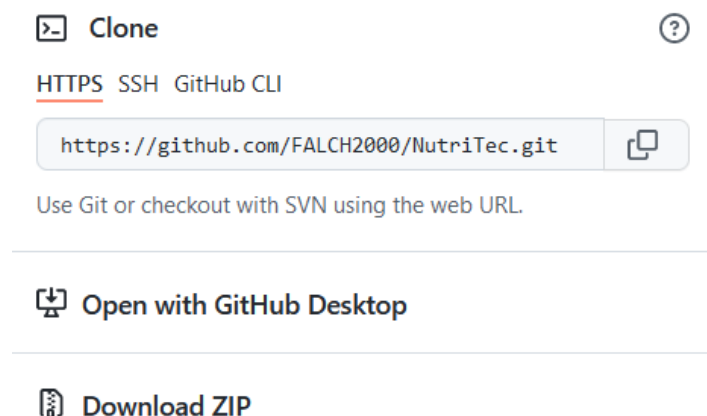 Clone
HTTPS SSH GitHub CLI
https://github.com/FALCH2000/NutriTec.git
Use Git or checkout with SVN using the web URL.
Open with GitHub Desktop
Download ZIP